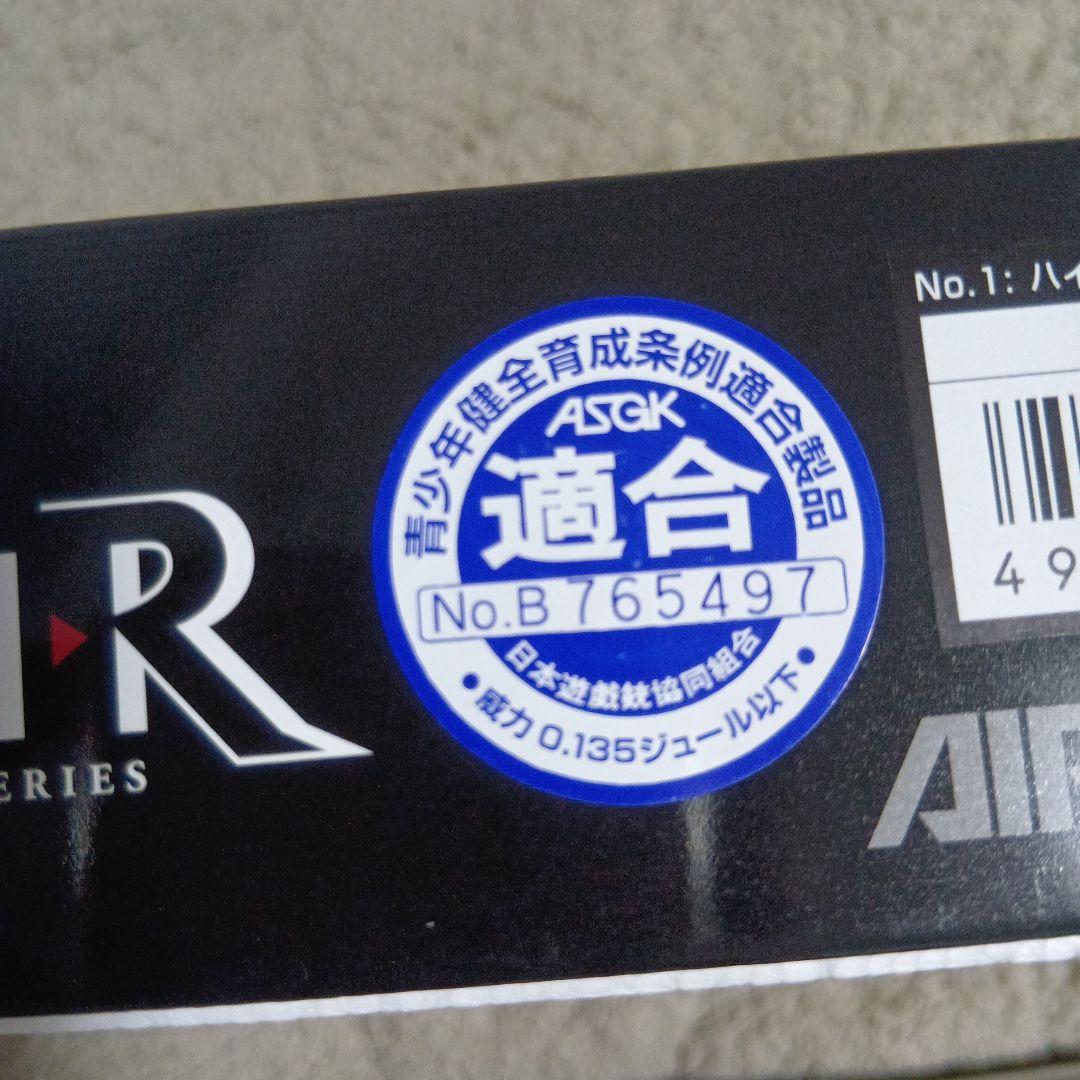 No.1: ハイ
青少年健全育成条例適合製品
ASGK
適合
No.B 765497
日本遊戯銃協同組合
• 威力 0.135ジュール以下 •
49
R
ERIES
AIR